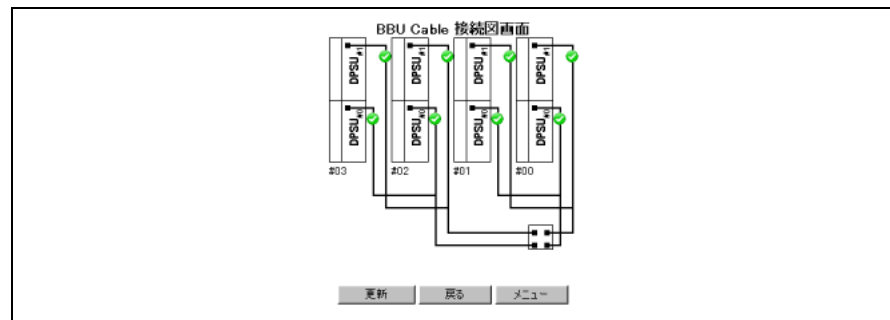 BBU Cable 接続図画面
DPSU #1 DPSU #1 DPSU #1 DPSU #1
DPSU #0 DPSU #0 DPSU #0 DPSU #0
#03 #02 #01 #00
更新 戻る メニュー